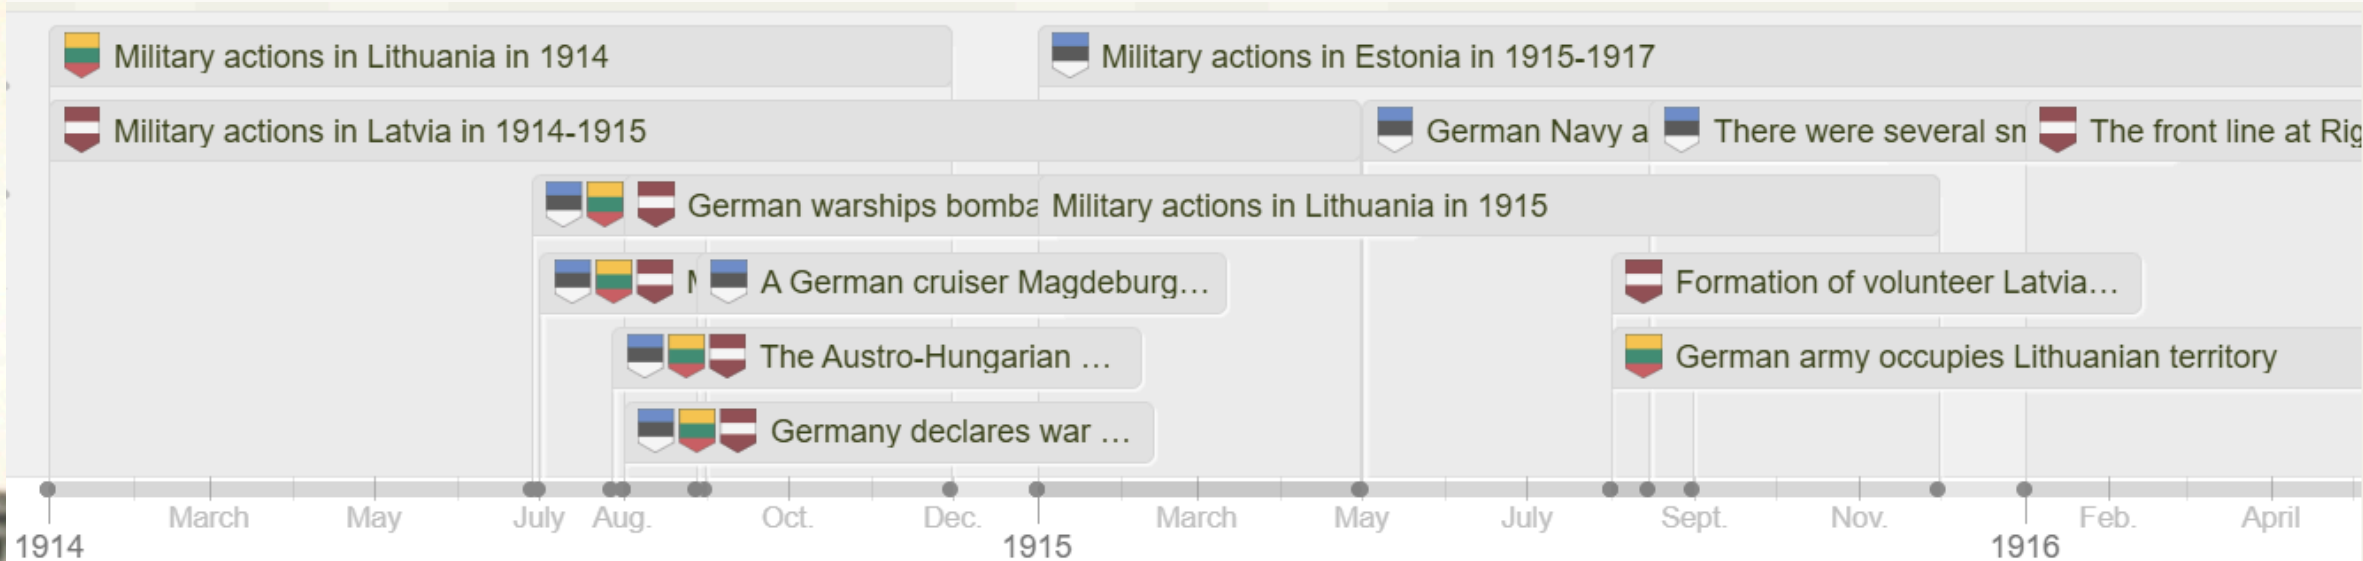 Military actions in Lithuania in 1914
Military actions in Estonia in 1915-1917
Military actions in Latvia in 1914-1915
German Navy a
There were several
The front line at
German warships
Military actions in Lithuania in 1915
A German cruiser Magdeburg...
Formation of volunteer Latvia...
The Austro-Hungarian ...
German army occupies Lithuanian territory
Germany declares war ...
March May July Aug. Oct. Dec. March May July Sept. Nov. Feb. April
1914 1915 1916